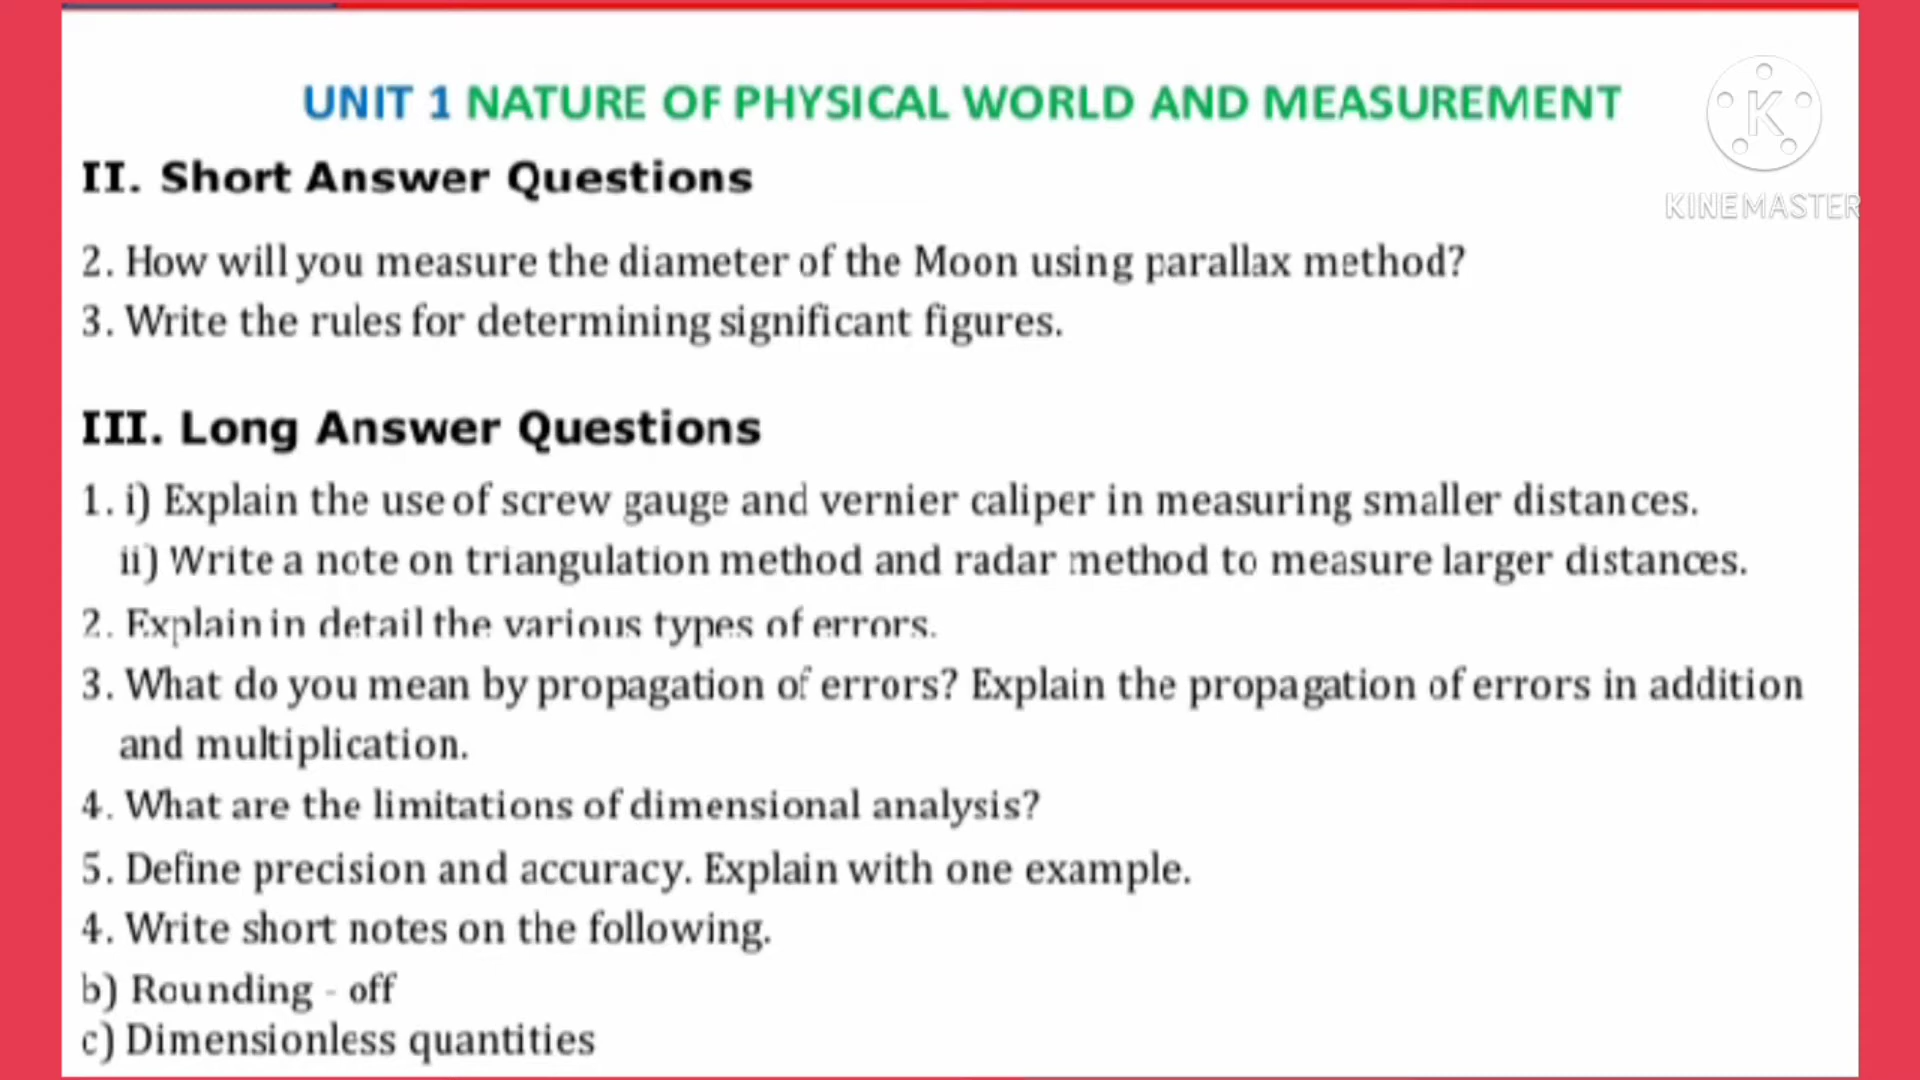 UNIT 1 NATURE OF PHYSICAL WORLD AND MEASUREMENT
K
KINEMASTER
II. Short Answer Questions
2. How will you measure the diameter of the Moon using parallax method?
3. Write the rules for determining significant figures.
III. Long Answer Questions
1. i) Explain the use of screw gauge and vernier caliper in measuring smaller distances.
ii) Write a note on triangulation method and radar method to measure larger distances.
2. Explain in detail the various types of errors.
3. What do you mean by propagation of errors? Explain the propagation of errors in addition
and multiplication.
4. What are the limitations of dimensional analysis?
5. Define precision and accuracy. Explain with one example.
4. Write short notes on the following.
b) Rounding - off
c) Dimensionless quantities